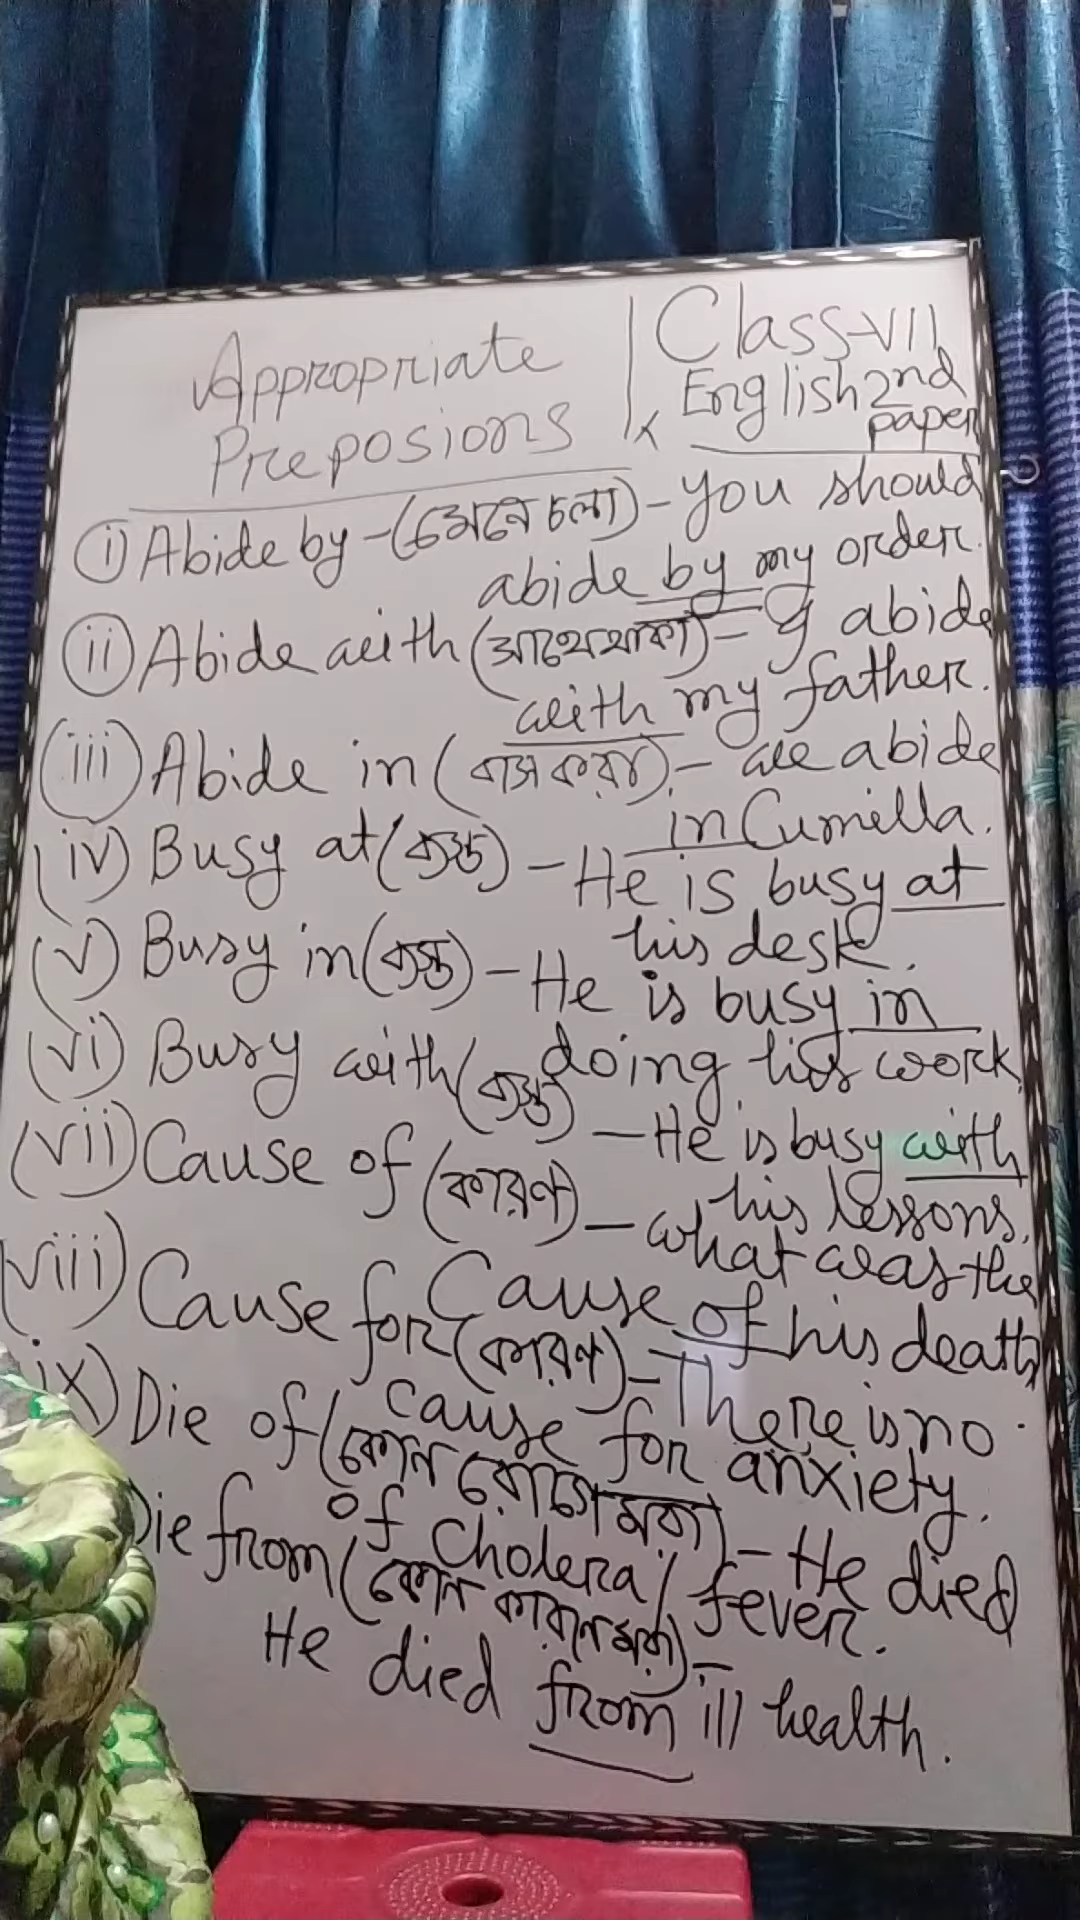 Appropriate
Preposions
Class-VII
English 2nd
paper
(i) Abide by - (মেনে চলা) - you should
abide by my order.
(ii) Abide with (সাথে থাকা) - I abide
with my father.
(iii) Abide in (বাস করা) - we abide
in Cumilla.
(iv) Busy at (ব্যস্ত) - He is busy at
his desk.
(v) Busy in (ব্যস্ত) - He is busy in
doing his work.
(vi) Busy with (ব্যস্ত) - He is busy with
his lessons.
(vii) Cause of (কারণ) - what was the
Cause of his death
(viii) Cause for (কারণ) - There is no
cause for anxiety.
ix) Die of (কোন রোগে মরা) - He died
of Cholera / fever.
Die from (কোন কারনে মরা) -
He died from ill health.